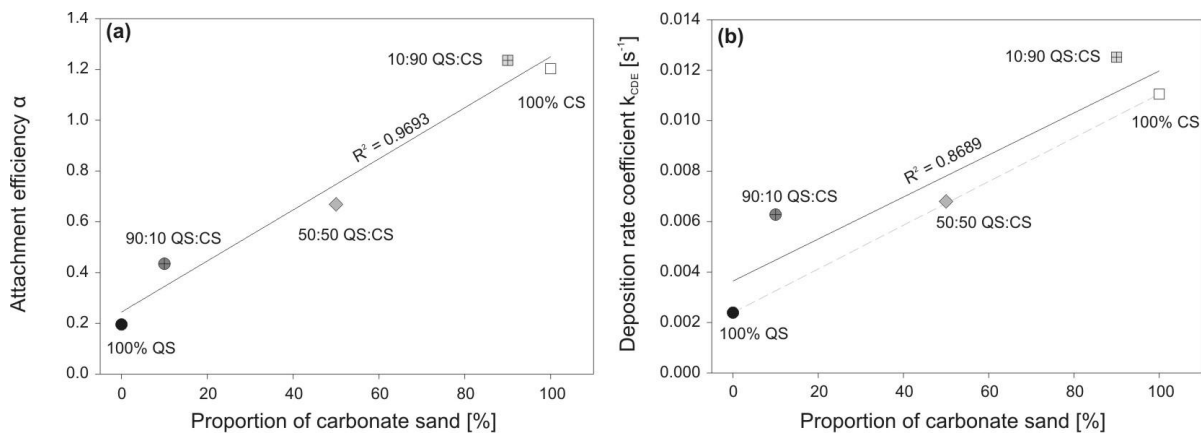 (a)
Attachment efficiency α
1.4
1.2
1.0
0.8
0.6
0.4
0.2
0.0
10:90 QS:CS
100% CS
R² = 0.9693
90:10 QS:CS
50:50 QS:CS
100% QS
0 20 40 60 80 100
Proportion of carbonate sand [%]
(b)
Deposition rate coefficient k_CDE [s⁻¹]
0.014
0.012
0.010
0.008
0.006
0.004
0.002
0.000
10:90 QS:CS
100% CS
R² = 0.8689
90:10 QS:CS
50:50 QS:CS
100% QS
0 20 40 60 80 100
Proportion of carbonate sand [%]